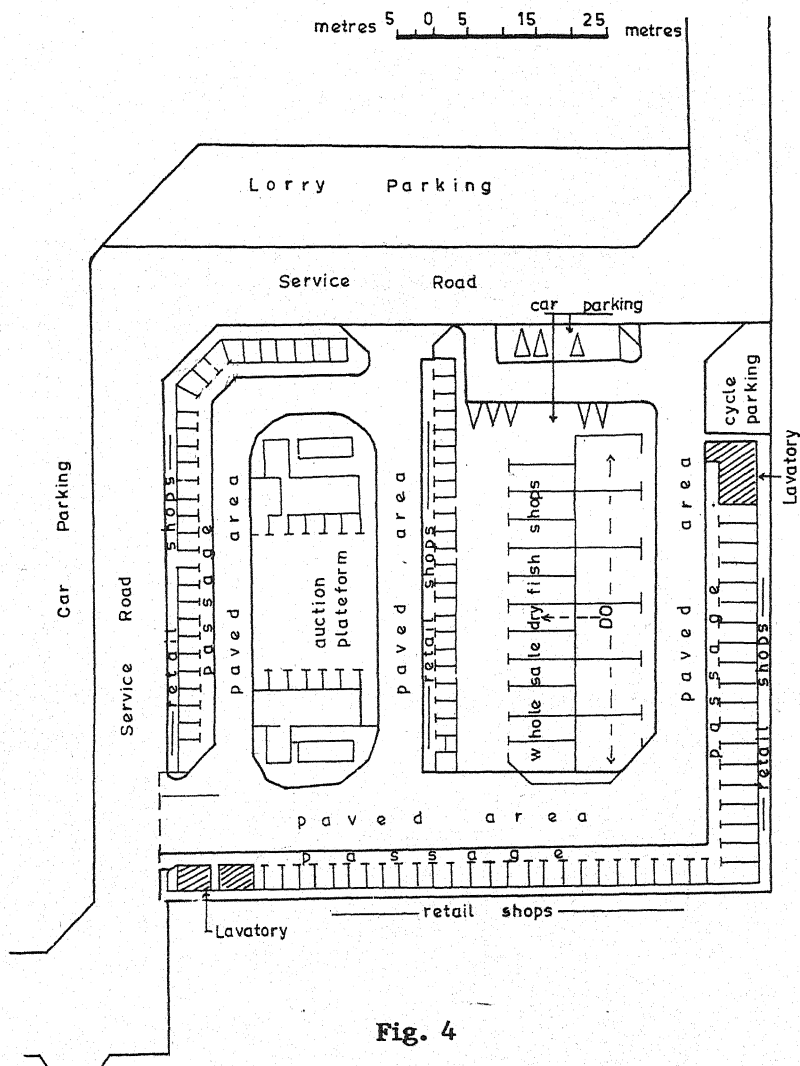 metres 5 0 5 15 25 metres
Lorry Parking
Service Road
car parking
cycle parking
Lavatory
Car Parking
Service Road
retail shops
passage
paved area
auction plateform
paved area
retail shops
whole sale dry fish shops
DO
paved area
passage
retail shops
paved area
passage
retail shops
Lavatory
Fig. 4